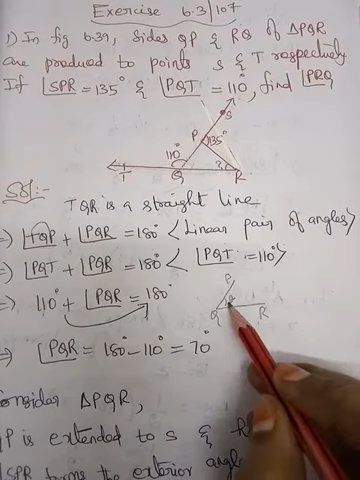 Exercise 6.3/107
1) In fig 6.39, sides QP & RQ of ΔPQR
are produced to points S & T respectively
If ∠SPR = 135° & ∠PQT = 110°, find ∠PRQ
S
P
135°
110°
T
Q
R
Sol:-
TQR is a straight line
⇒ ∠TQP + ∠PQR = 180° <Linear pair of angles>
⇒ ∠PQT + ∠PQR = 180° <∠PQT = 110°>
⇒ 110° + ∠PQR = 180°
P
Q
R
⇒ ∠PQR = 180° - 110° = 70°
Consider ΔPQR,
QP is extended to S &
∠SPR forms the exterior angle